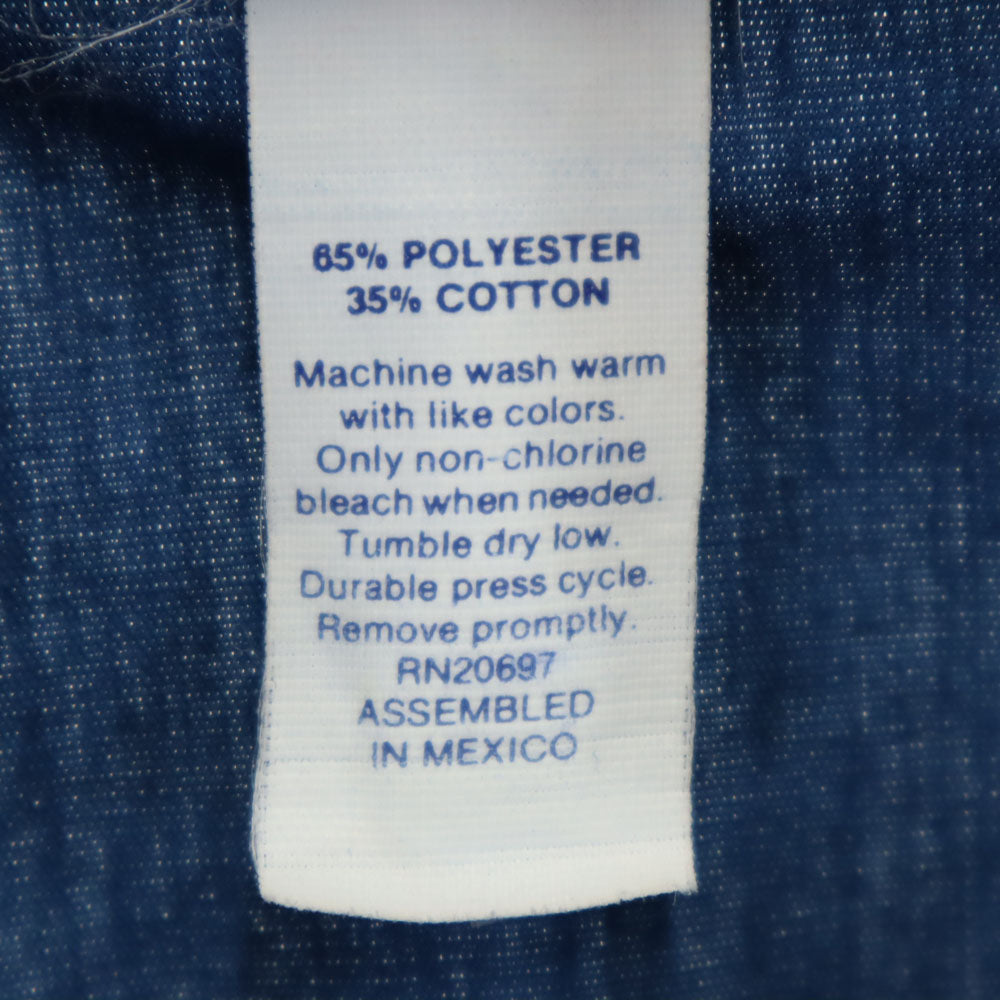 65% POLYESTER
35% COTTON
Machine wash warm
with like colors.
Only non-chlorine
bleach when needed.
Tumble dry low.
Durable press cycle.
Remove promptly.
RN20697
ASSEMBLED
IN MEXICO